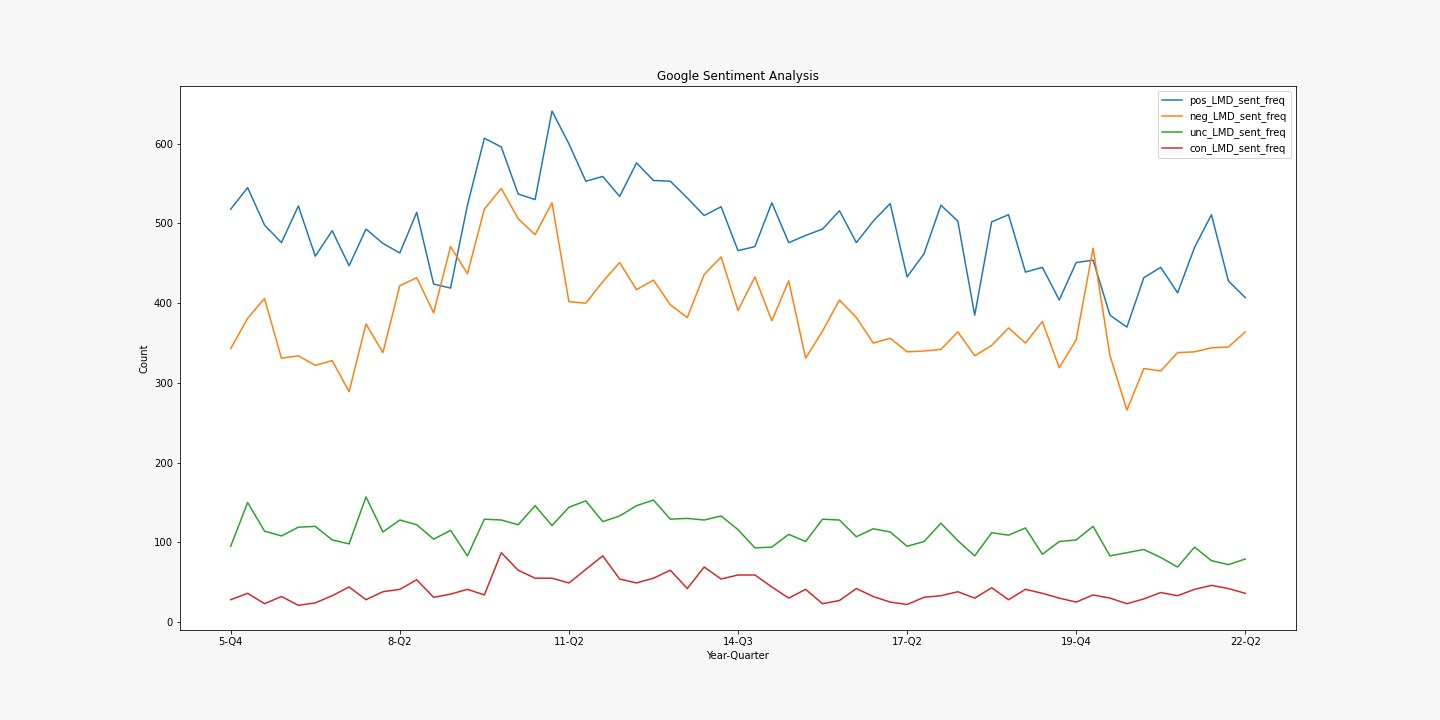 Google Sentiment Analysis
pos_LMD_sent_freq
neg_LMD_sent_freq
unc_LMD_sent_freq
con_LMD_sent_freq
600
500
400
300
200
100
0
Count
5-Q4 8-Q2 11-Q2 14-Q3 17-Q2 19-Q4 22-Q2
Year-Quarter